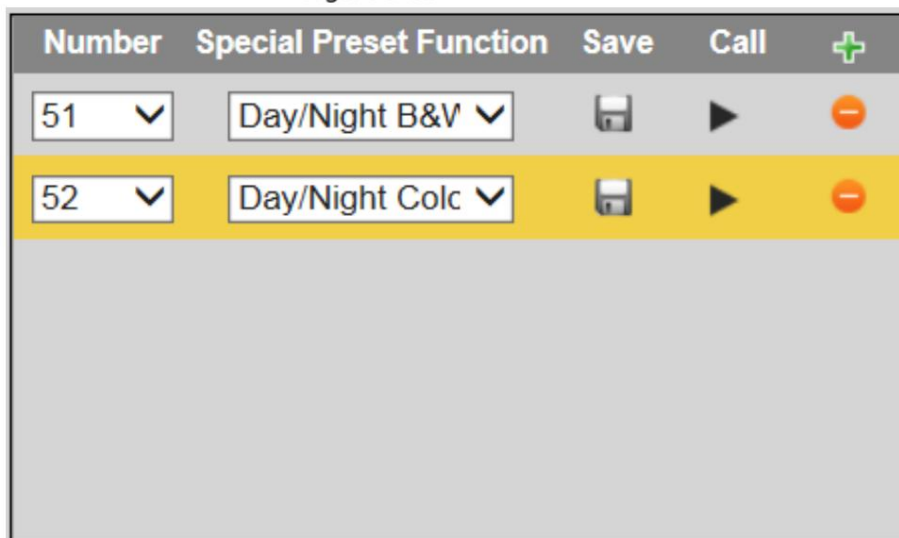 Number Special Preset Function Save Call
51 Day/Night B&W
52 Day/Night Colc